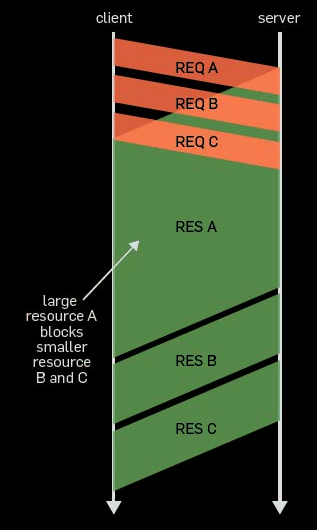 client
server
REQ A
REQ B
REQ C
RES A
large
resource A
blocks
smaller
resource
B and C
RES B
RES C